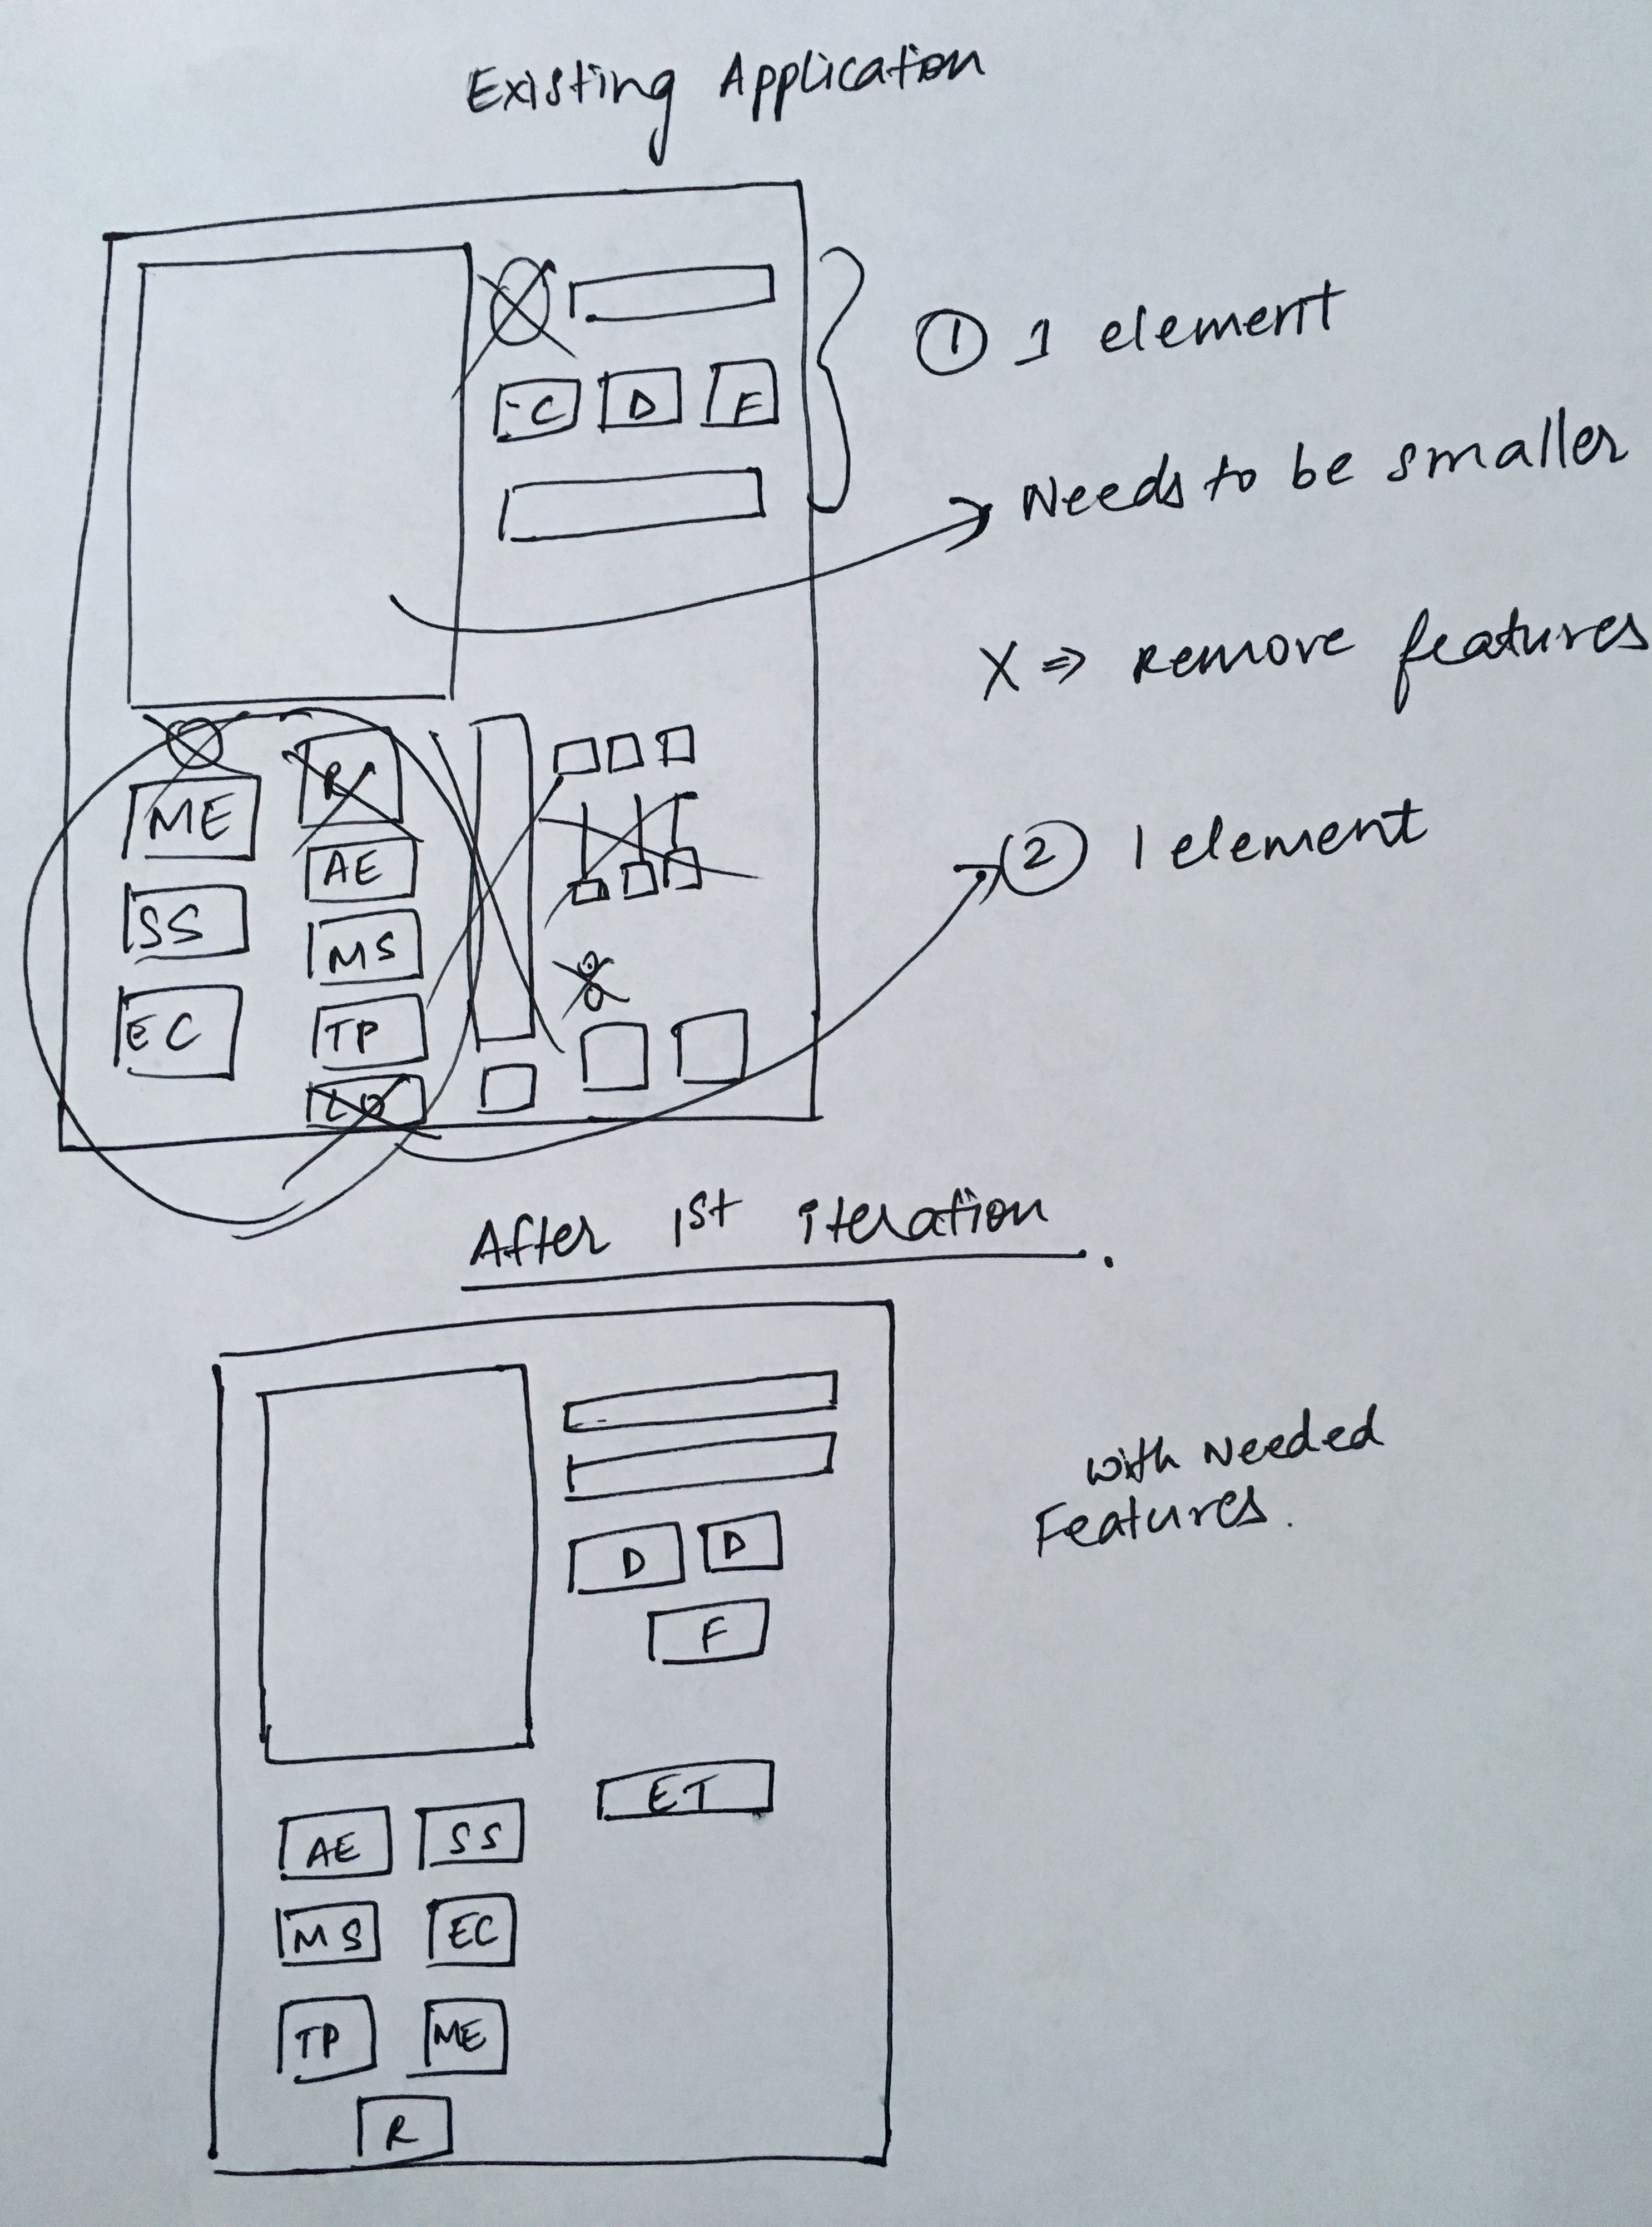 Existing Application
① 1 element
C D F
Needs to be smaller
X ⇒ Remove features
R
ME
AE
② 1 element
SS
MS
EC
TP
After 1st iteration.
with Needed
Features.
D D
F
ET
AE SS
MS EC
TP ME
R